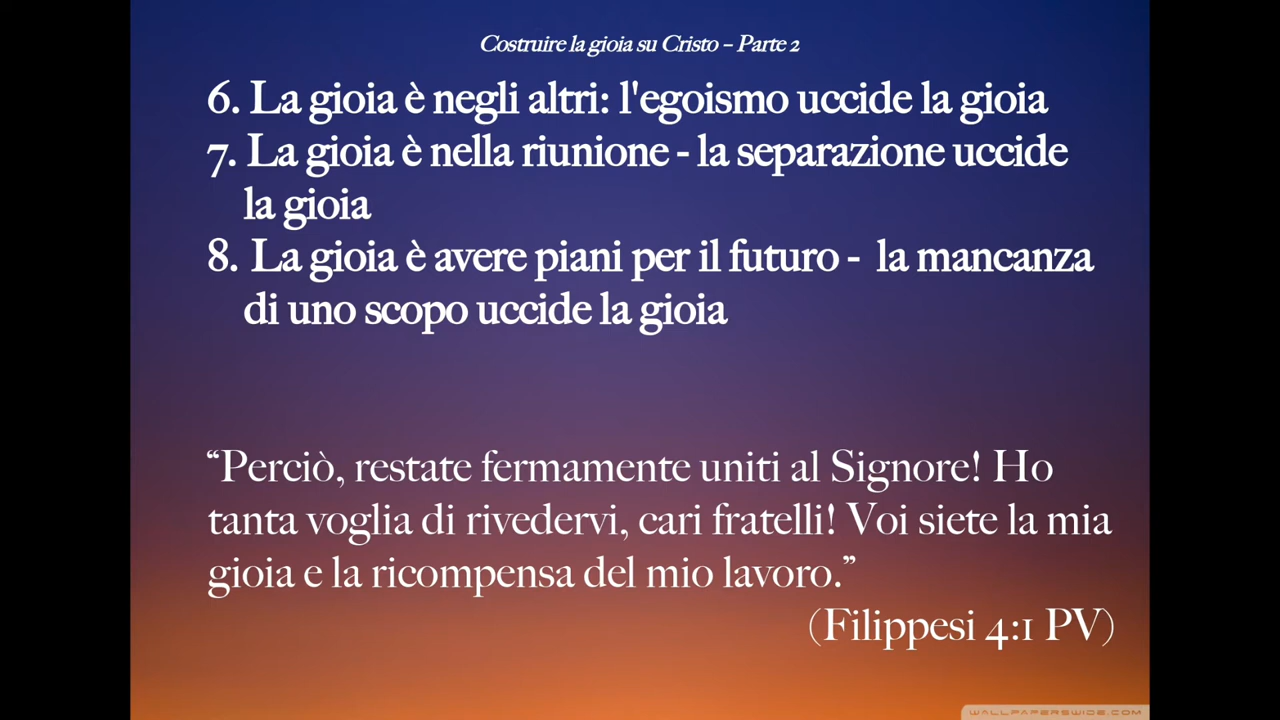 Costruire la gioia su Cristo – Parte 2
6. La gioia è negli altri: l'egoismo uccide la gioia
7. La gioia è nella riunione - la separazione uccide
la gioia
8. La gioia è avere piani per il futuro -  la mancanza
di uno scopo uccide la gioia
“Perciò, restate fermamente uniti al Signore! Ho
tanta voglia di rivedervi, cari fratelli! Voi siete la mia
gioia e la ricompensa del mio lavoro.”
(Filippesi 4:1 PV)
WALLPAPERSWIDE.COM